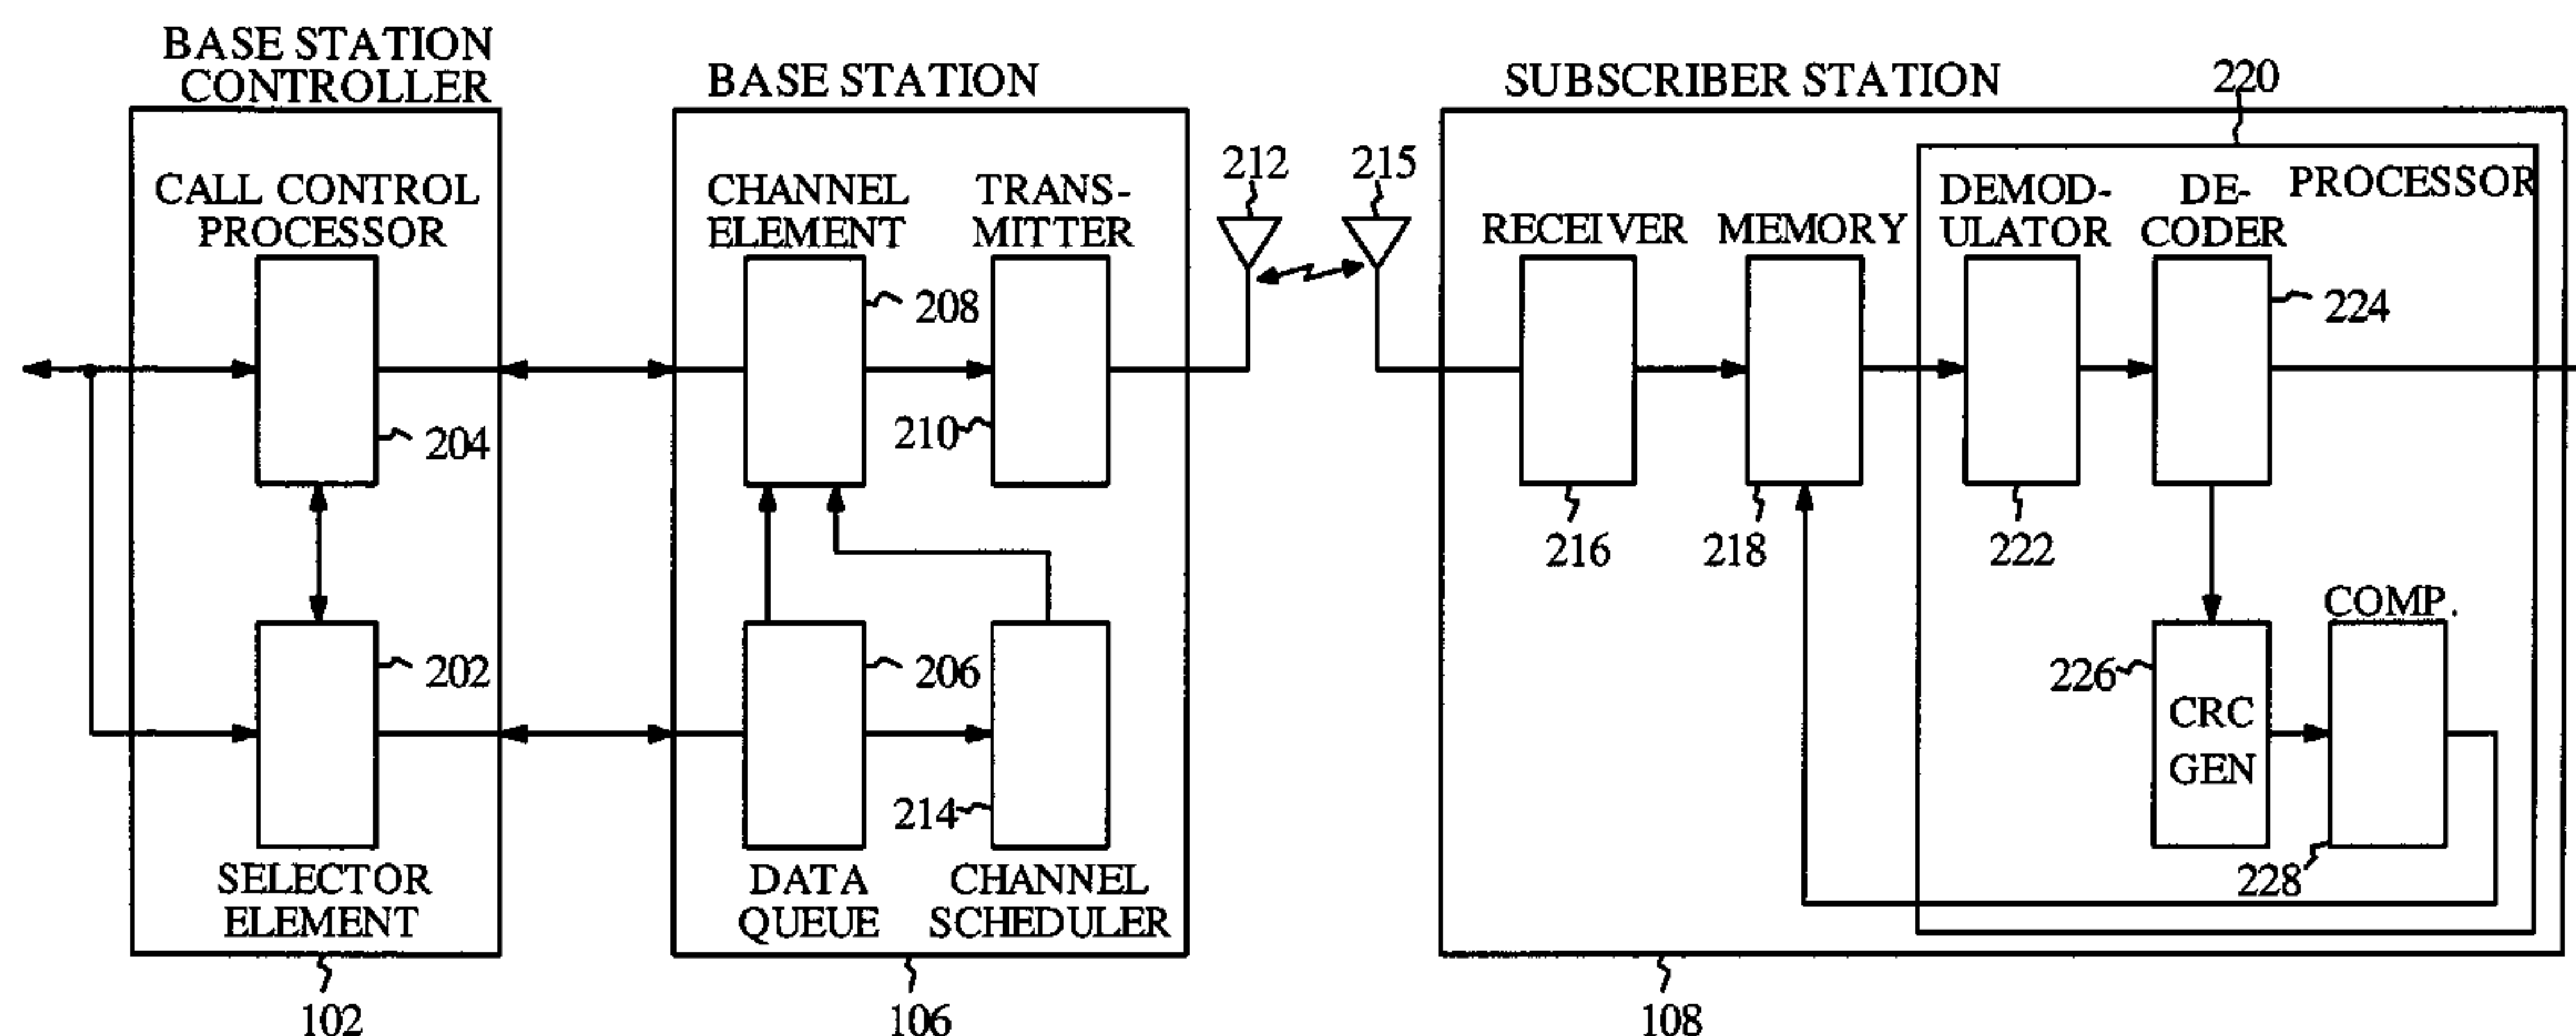 BASE STATION
CONTROLLER
BASE STATION
SUBSCRIBER STATION
220
212
215
CALL CONTROL
PROCESSOR
CHANNEL
ELEMENT
TRANS-
MITTER
RECEIVER
MEMORY
DEMOD-
ULATOR
DE-
CODER
PROCESSOR
208
224
204
210
216
218
222
COMP.
202
206
226
CRC
GEN
214
228
SELECTOR
ELEMENT
DATA
QUEUE
CHANNEL
SCHEDULER
102
106
108